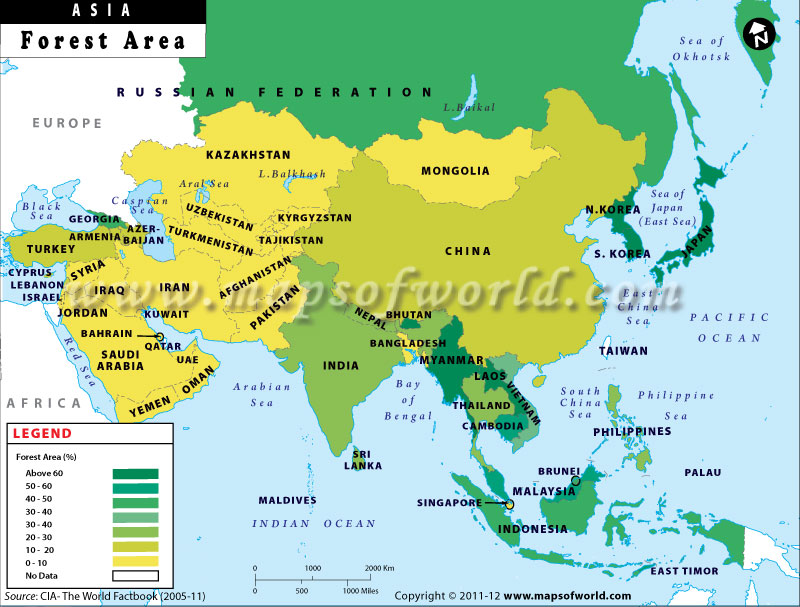 ASIA
Forest Area
N
Sea of
Okhotsk
RUSSIAN FEDERATION
L.Baikal
EUROPE
KAZAKHSTAN
MONGOLIA
Aral Sea
L.Balkhash
Caspian
Sea
Black
Sea
GEORGIA
UZBEKISTAN
KYRGYZSTAN
N.KOREA
Sea of
Japan
(East Sea)
ARMENIA
AZER-
BAIJAN
TURKMENISTAN
TAJIKISTAN
TURKEY
CHINA
S. KOREA
JAPAN
CYPRUS
LEBANON
ISRAEL
SYRIA
IRAQ
IRAN
AFGHANISTAN
PAKISTAN
www.mapsofworld.com
East
China
Sea
PACIFIC
OCEAN
JORDAN
KUWAIT
NEPAL
BHUTAN
BAHRAIN
QATAR
BANGLADESH
SAUDI
ARABIA
UAE
OMAN
YEMEN
Red Sea
INDIA
MYANMAR
LAOS
VIETNAM
TAIWAN
AFRICA
Arabian
Sea
Bay
of
Bengal
THAILAND
CAMBODIA
South
China
Sea
Philippine
Sea
PHILIPPINES
SRI
LANKA
BRUNEI
PALAU
MALDIVES
SINGAPORE
MALAYSIA
INDIAN OCEAN
INDONESIA
EAST TIMOR
LEGEND
Forest Area (%)
Above 60
50 - 60
40 - 50
30 - 40
20 - 30
10 - 20
0 - 10
No Data
0 1000 2000 Km
0 500 1000 Miles
Source: CIA- The World Factbook (2005-11)
Copyright © 2011-12 www.mapsofworld.com